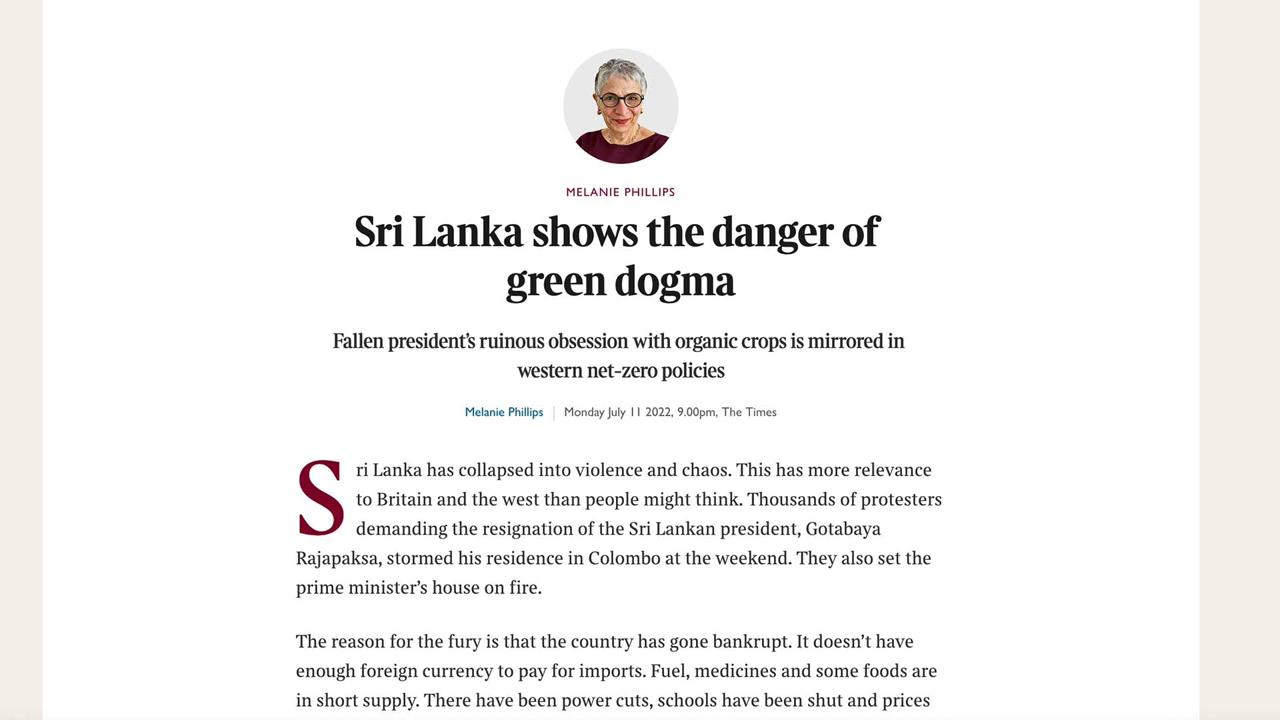 MELANIE PHILLIPS
Sri Lanka shows the danger of
green dogma
Fallen president’s ruinous obsession with organic crops is mirrored in
western net-zero policies
Melanie Phillips | Monday July 11 2022, 9.00pm, The Times
Sri Lanka has collapsed into violence and chaos. This has more relevance
to Britain and the west than people might think. Thousands of protesters
demanding the resignation of the Sri Lankan president, Gotabaya
Rajapaksa, stormed his residence in Colombo at the weekend. They also set the
prime minister’s house on fire.
The reason for the fury is that the country has gone bankrupt. It doesn’t have
enough foreign currency to pay for imports. Fuel, medicines and some foods are
in short supply. There have been power cuts, schools have been shut and prices